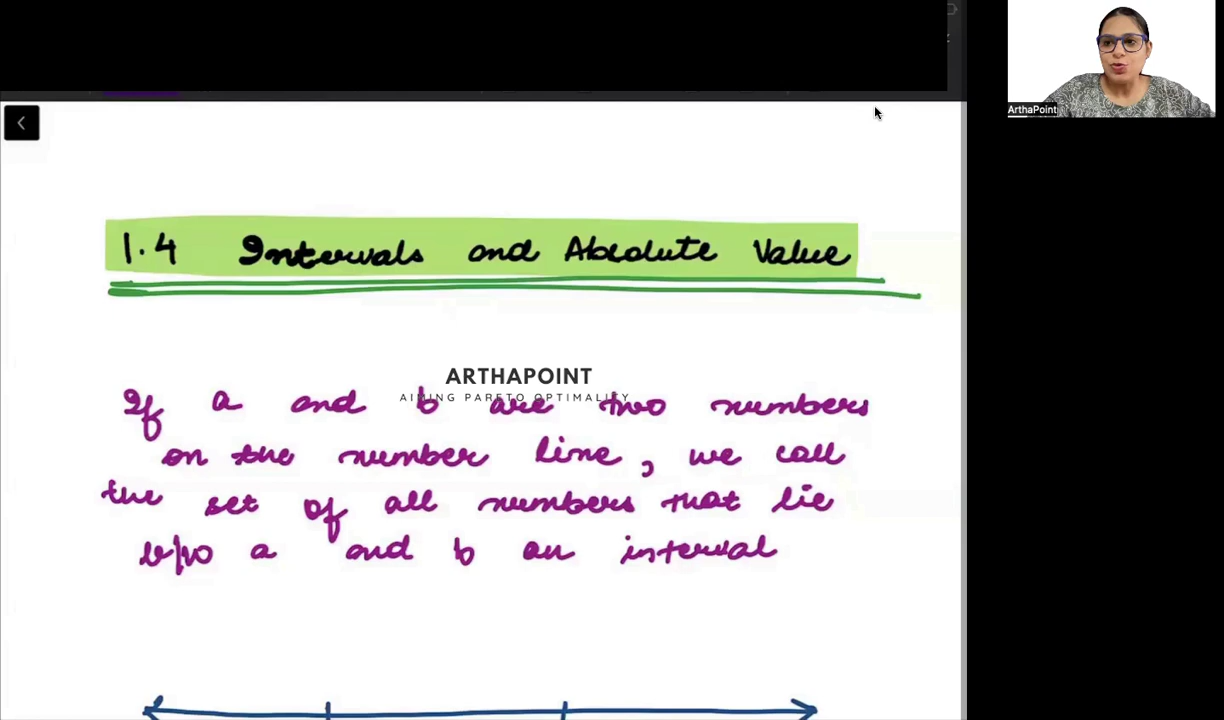 ArthaPoint
1.4 Intervals and Absolute Value
ARTHAPOINT
AIMING PARETO OPTIMALITY
If a and b are two numbers
on the number line, we call
the set of all numbers that lie
b/w a and b an interval